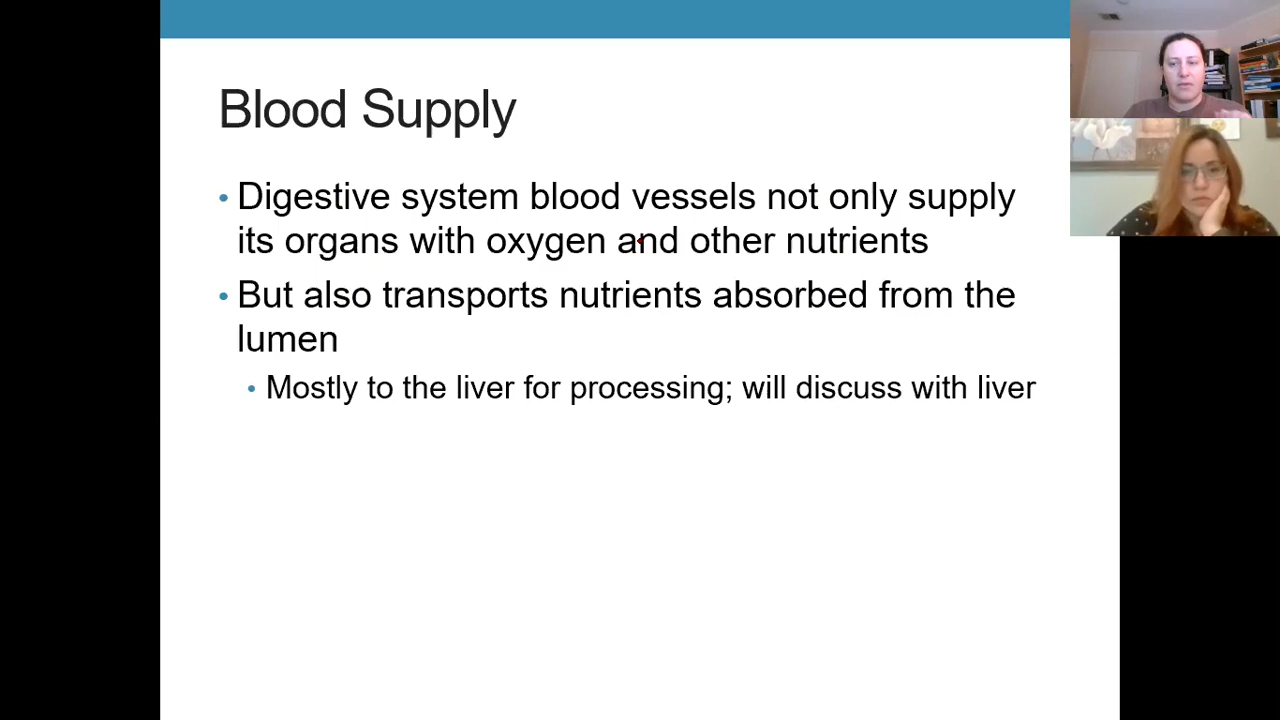 Blood Supply
• Digestive system blood vessels not only supply
its organs with oxygen and other nutrients
• But also transports nutrients absorbed from the
lumen
• Mostly to the liver for processing; will discuss with liver